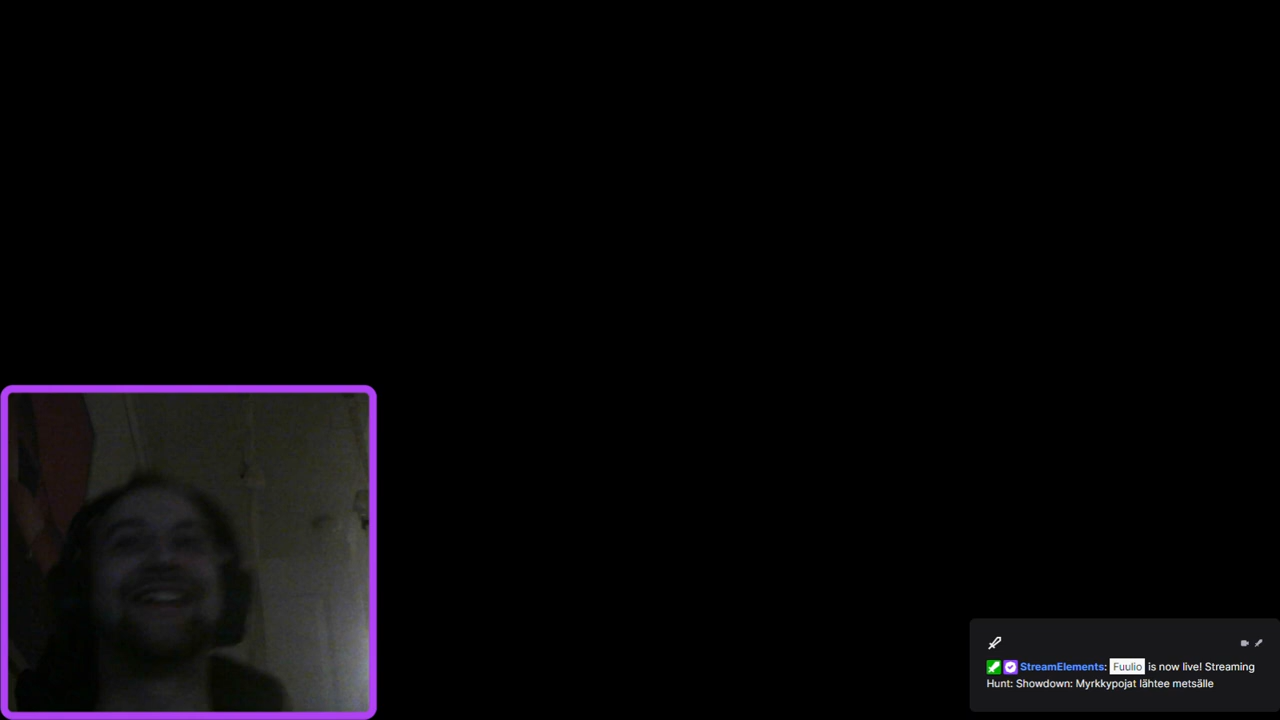 StreamElements: Fuulio is now live! Streaming
Hunt: Showdown: Myrkkypojat lähtee metsälle